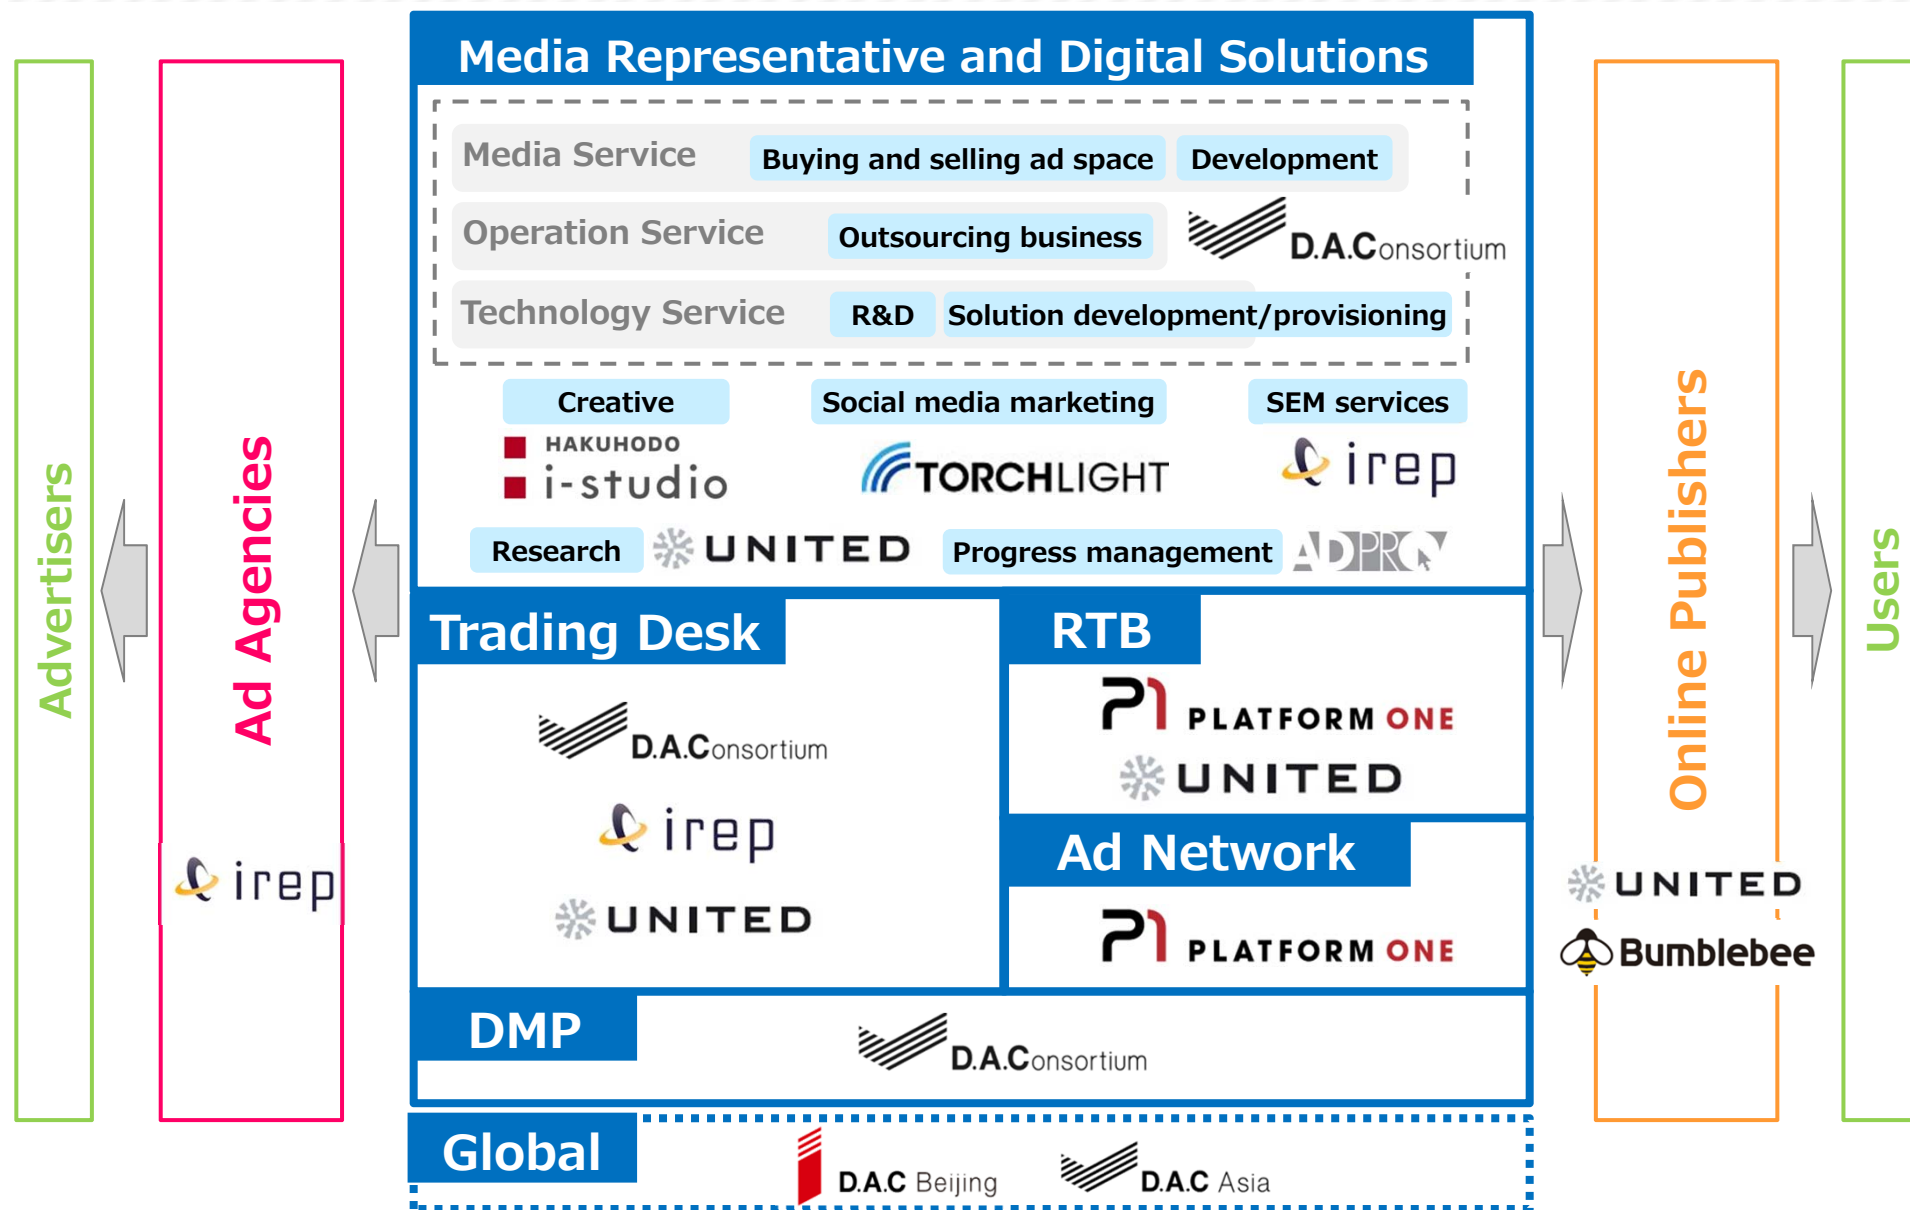 Media Representative and Digital Solutions
Media Service
Buying and selling ad space
Development
Operation Service
Outsourcing business
D.A.Consortium
Technology Service
R&D
Solution development/provisioning
Creative
Social media marketing
SEM services
HAKUHODO
i-studio
TORCHLIGHT
irep
Research
UNITED
Progress management
ADPRO
Trading Desk
D.A.Consortium
irep
UNITED
RTB
P1 PLATFORM ONE
UNITED
Ad Network
P1 PLATFORM ONE
DMP
D.A.Consortium
Global
D.A.C Beijing
D.A.C Asia
Advertisers
Ad Agencies
irep
Online Publishers
UNITED
Bumblebee
Users